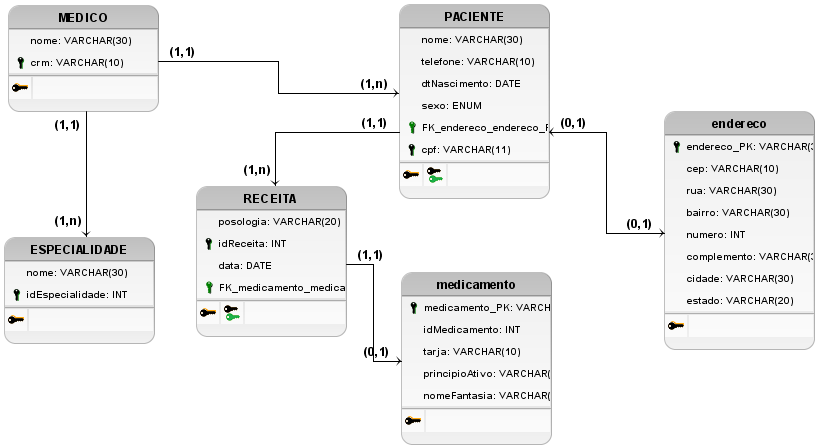 MEDICO
nome: VARCHAR(30)
crm: VARCHAR(10)
(1,1)
(1,n)
(1,1)
(1,n)
PACIENTE
nome: VARCHAR(30)
telefone: VARCHAR(10)
dtNascimento: DATE
sexo: ENUM
FK_endereco_endereco_F
cpf: VARCHAR(11)
(1,1)
(1,n)
(0,1)
(0,1)
endereco
endereco_PK: VARCHAR(
cep: VARCHAR(10)
rua: VARCHAR(30)
bairro: VARCHAR(30)
numero: INT
complemento: VARCHAR(
cidade: VARCHAR(30)
estado: VARCHAR(20)
ESPECIALIDADE
nome: VARCHAR(30)
idEspecialidade: INT
RECEITA
posologia: VARCHAR(20)
idReceita: INT
data: DATE
FK_medicamento_medica
(1,1)
(0,1)
medicamento
medicamento_PK: VARCH
idMedicamento: INT
tarja: VARCHAR(10)
principioAtivo: VARCHAR(
nomeFantasia: VARCHAR(